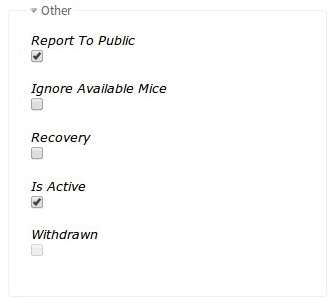 Other
Report To Public
Ignore Available Mice
Recovery
Is Active
Withdrawn